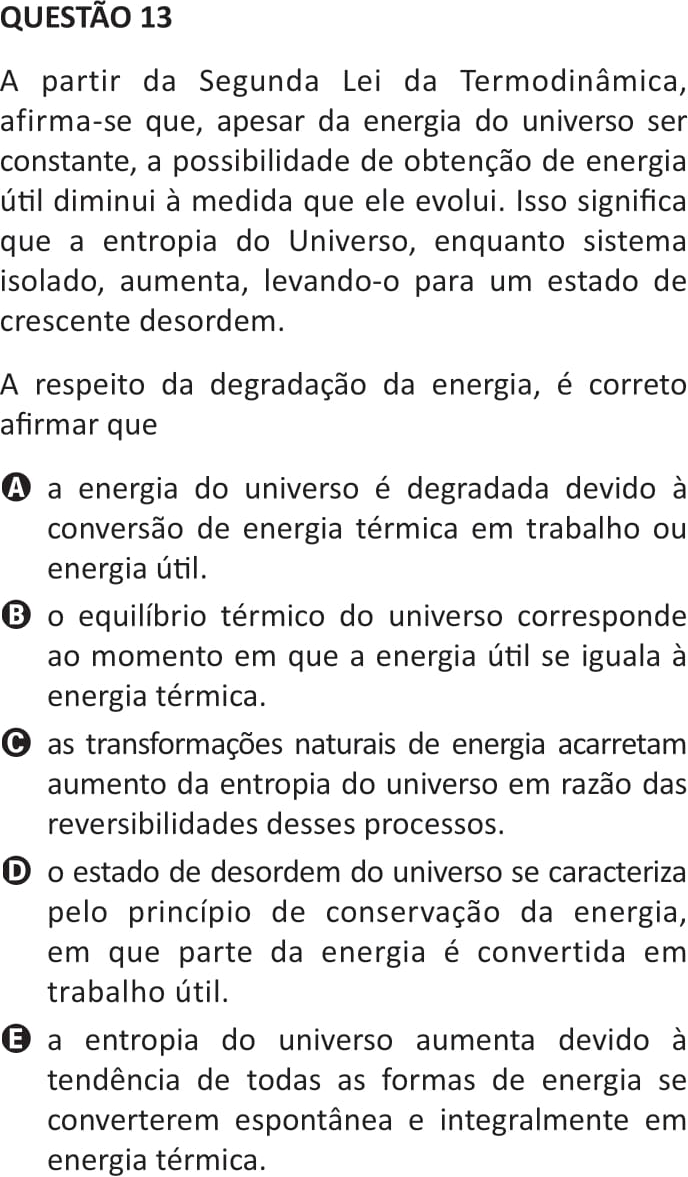 QUESTÃO 13
A partir da Segunda Lei da Termodinâmica,
afirma-se que, apesar da energia do universo ser
constante, a possibilidade de obtenção de energia
útil diminui à medida que ele evolui. Isso significa
que a entropia do Universo, enquanto sistema
isolado, aumenta, levando-o para um estado de
crescente desordem.
A respeito da degradação da energia, é correto
afirmar que
A a energia do universo é degradada devido à
conversão de energia térmica em trabalho ou
energia útil.
B o equilíbrio térmico do universo corresponde
ao momento em que a energia útil se iguala à
energia térmica.
C as transformações naturais de energia acarretam
aumento da entropia do universo em razão das
reversibilidades desses processos.
D o estado de desordem do universo se caracteriza
pelo princípio de conservação da energia,
em que parte da energia é convertida em
trabalho útil.
E a entropia do universo aumenta devido à
tendência de todas as formas de energia se
converterem espontânea e integralmente em
energia térmica.